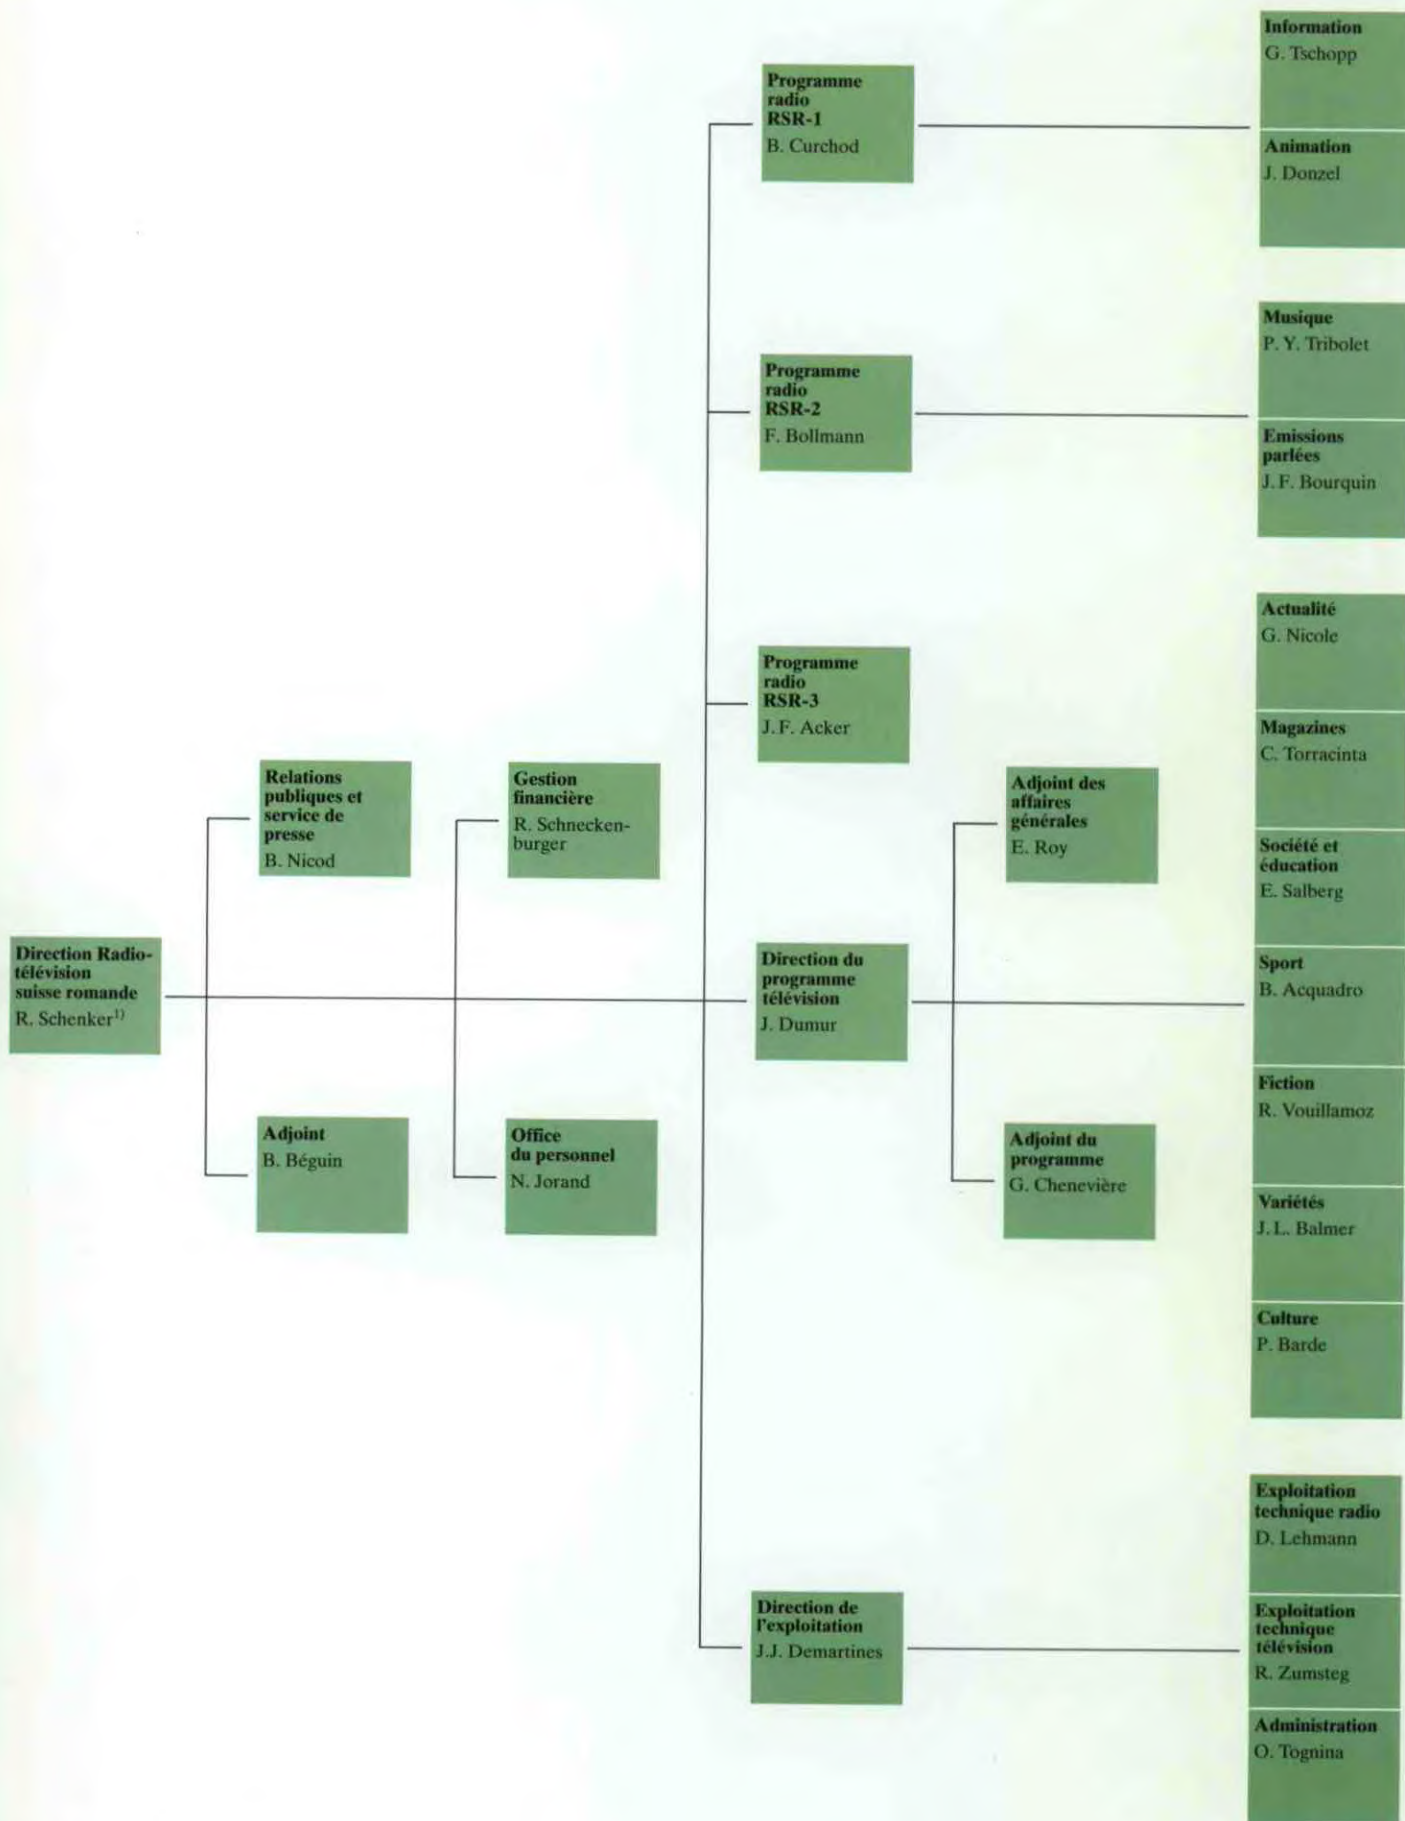 Direction Radio-
télévision
suisse romande
R. Schenker1)
Relations
publiques et
service de
presse
B. Nicod
Adjoint
B. Béguin
Gestion
financière
R. Schnecken-
burger
Office
du personnel
N. Jorand
Programme
radio
RSR-1
B. Curchod
Information
G. Tschopp
Animation
J. Donzel
Programme
radio
RSR-2
F. Bollmann
Musique
P. Y. Tribolet
Emissions
parlées
J. F. Bourquin
Programme
radio
RSR-3
J. F. Acker
Direction du
programme
télévision
J. Dumur
Adjoint des
affaires
générales
E. Roy
Adjoint du
programme
G. Chenevière
Actualité
G. Nicole
Magazines
C. Torracinta
Société et
éducation
E. Salberg
Sport
B. Acquadro
Fiction
R. Vouillamoz
Variétés
J. L. Balmer
Culture
P. Barde
Direction de
l'exploitation
J.J. Demartines
Exploitation
technique radio
D. Lehmann
Exploitation
technique
télévision
R. Zumsteg
Administration
O. Tognina